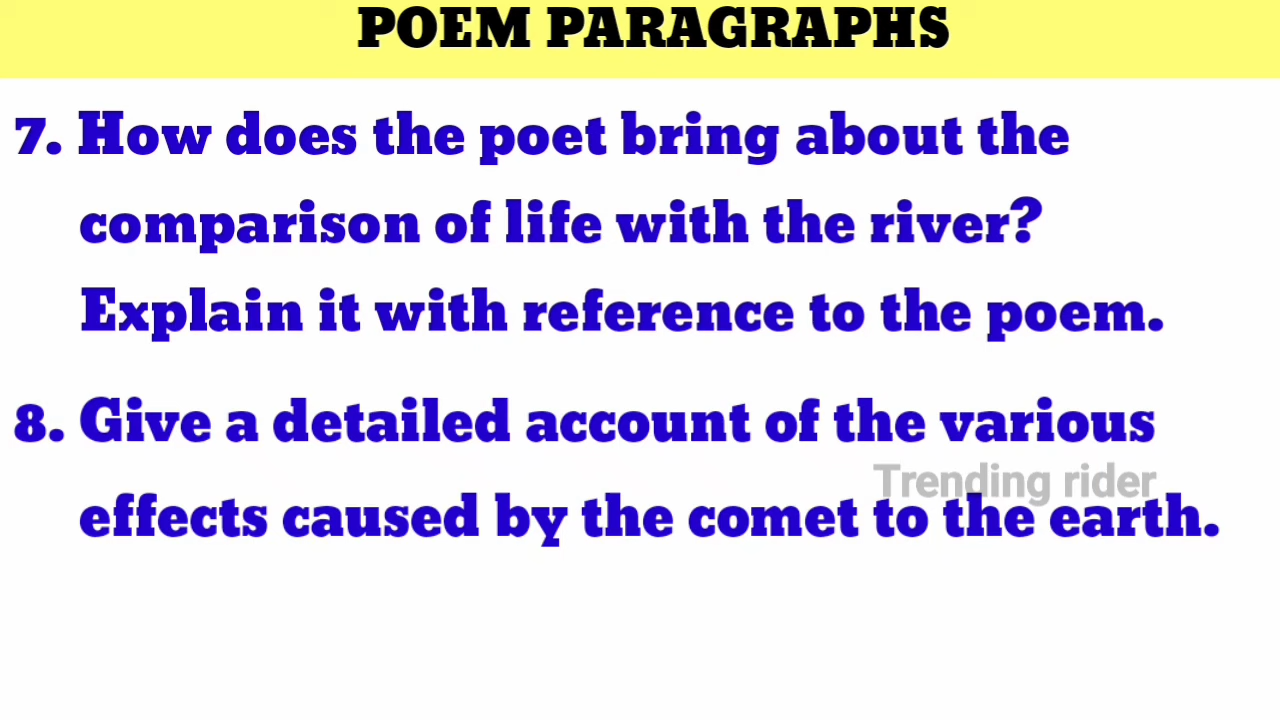 POEM PARAGRAPHS
7. How does the poet bring about the
comparison of life with the river?
Explain it with reference to the poem.
8. Give a detailed account of the various
Trending rider
effects caused by the comet to the earth.